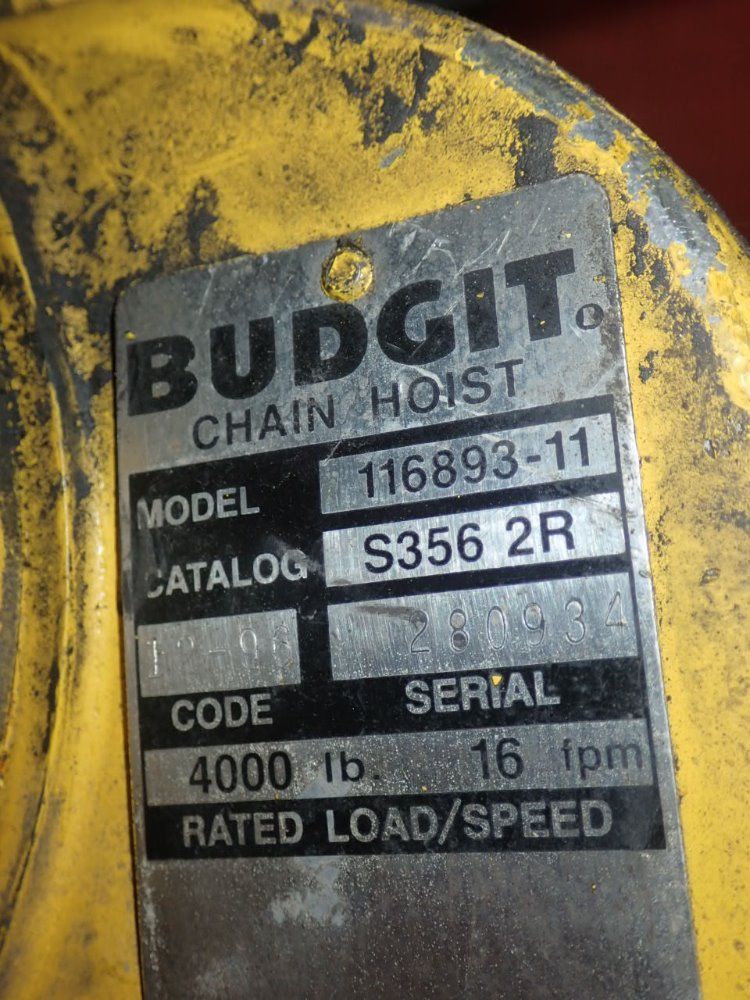 BUDGIT®
CHAIN HOIST
MODEL 116893-11
CATALOG S356 2R
280934
CODE SERIAL
4000 lb. 16 fpm
RATED LOAD/SPEED